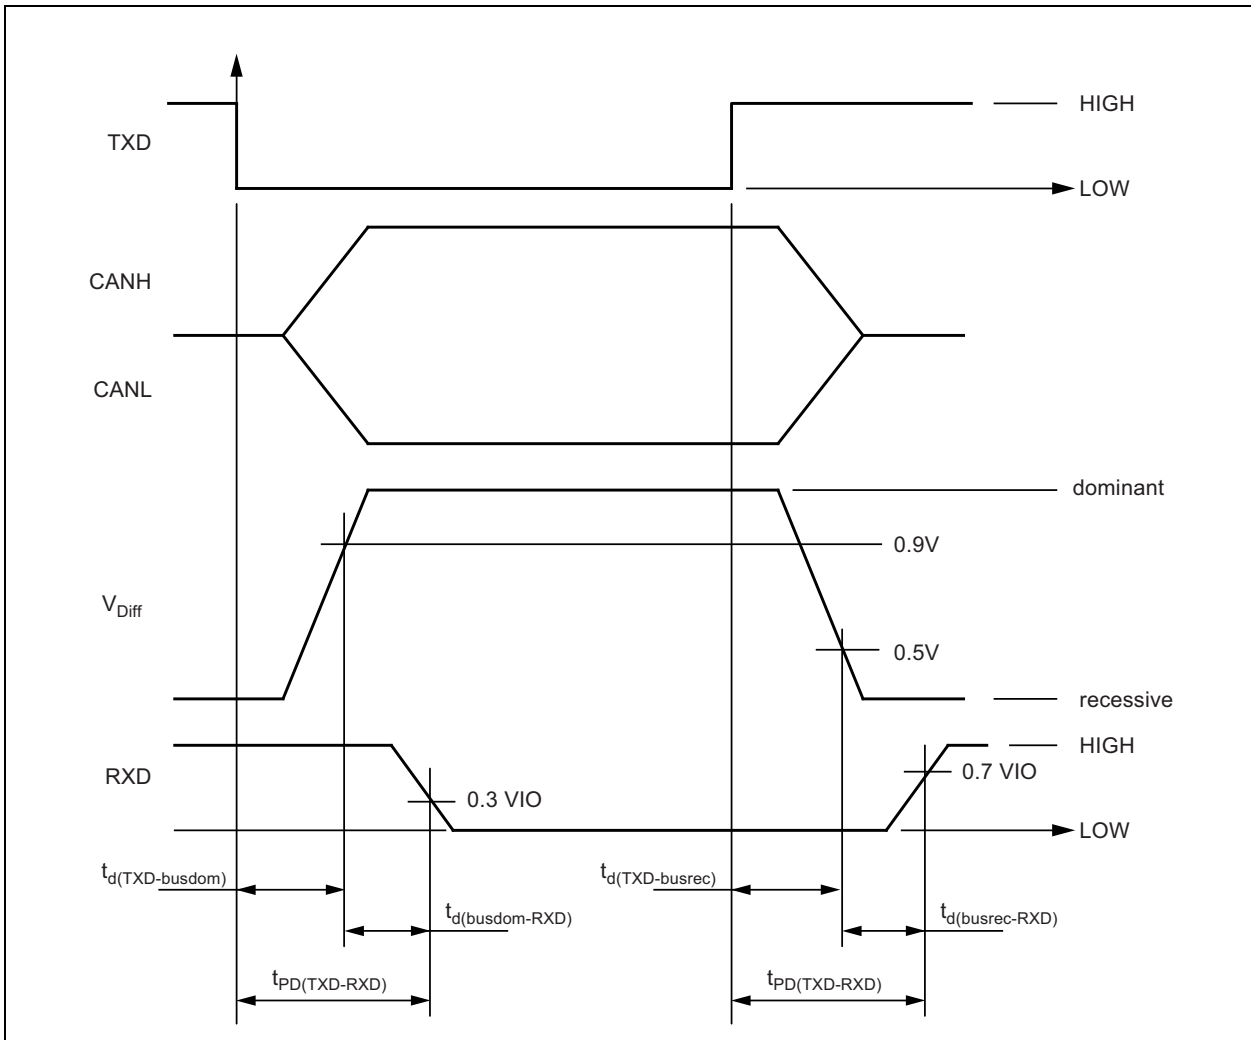 HIGH
TXD
LOW
CANH
CANL
dominant
0.9V
VDiff
0.5V
recessive
HIGH
RXD
0.7 VIO
0.3 VIO
LOW
td(TXD-busdom)
td(TXD-busrec)
td(busdom-RXD)
td(busrec-RXD)
tPD(TXD-RXD)
tPD(TXD-RXD)